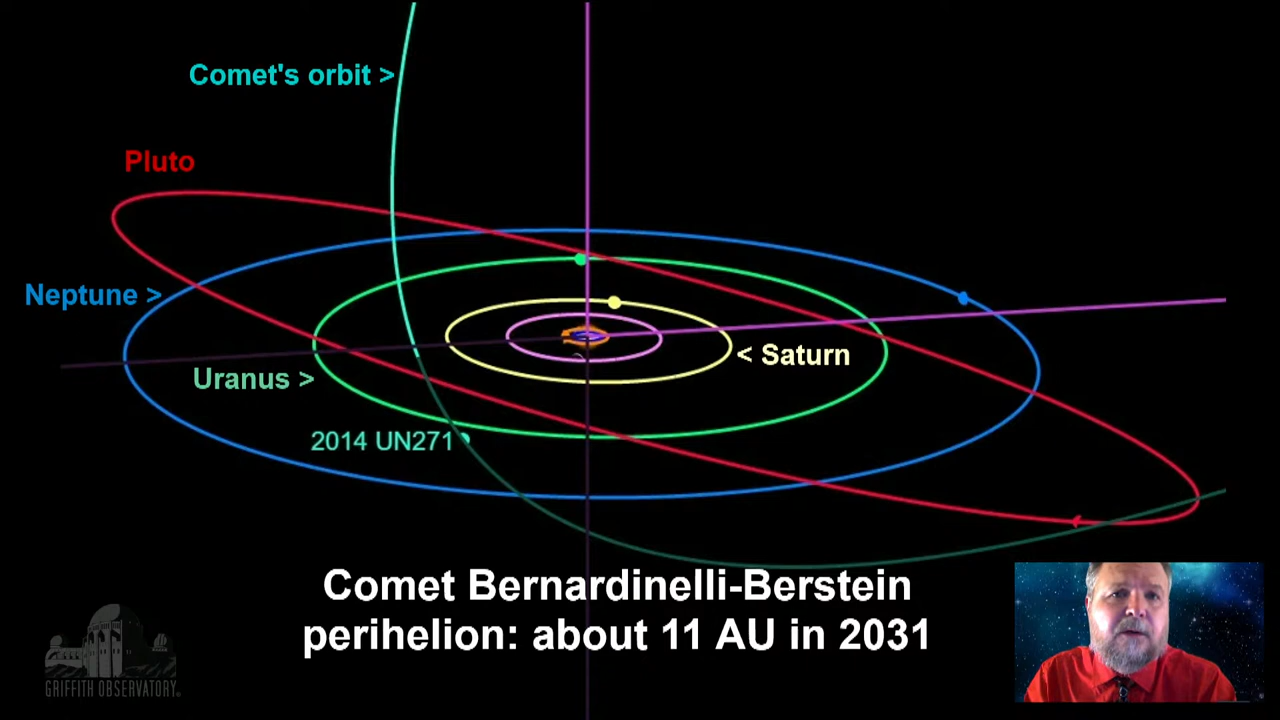 Comet's orbit >
Pluto
Neptune >
< Saturn
Uranus >
2014 UN271
Comet Bernardinelli-Berstein
perihelion: about 11 AU in 2031
GRIFFITH OBSERVATORY